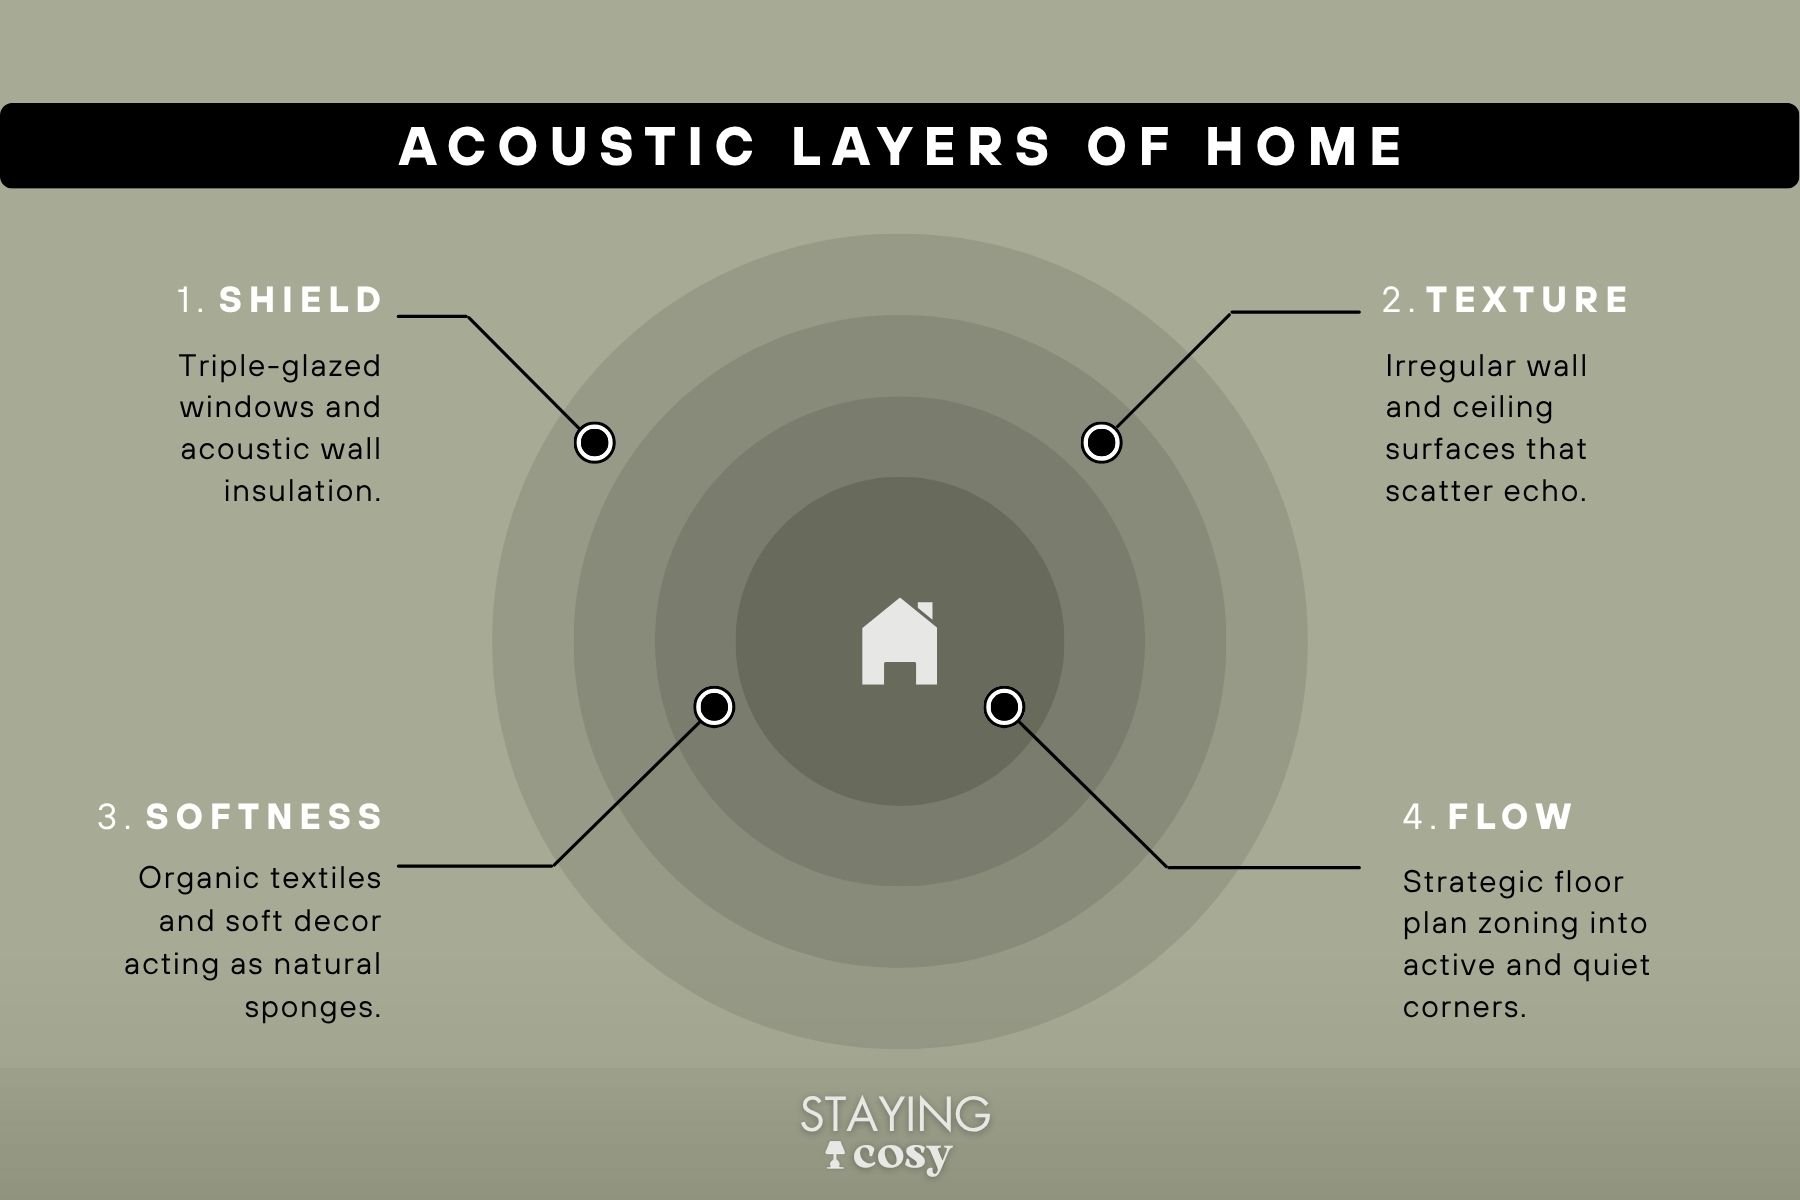 ACOUSTIC LAYERS OF HOME
1. SHIELD
Triple-glazed
windows and
acoustic wall
insulation.
2. TEXTURE
Irregular wall
and ceiling
surfaces that
scatter echo.
3. SOFTNESS
Organic textiles
and soft decor
acting as natural
sponges.
4. FLOW
Strategic floor
plan zoning into
active and quiet
corners.
STAYING
cosy